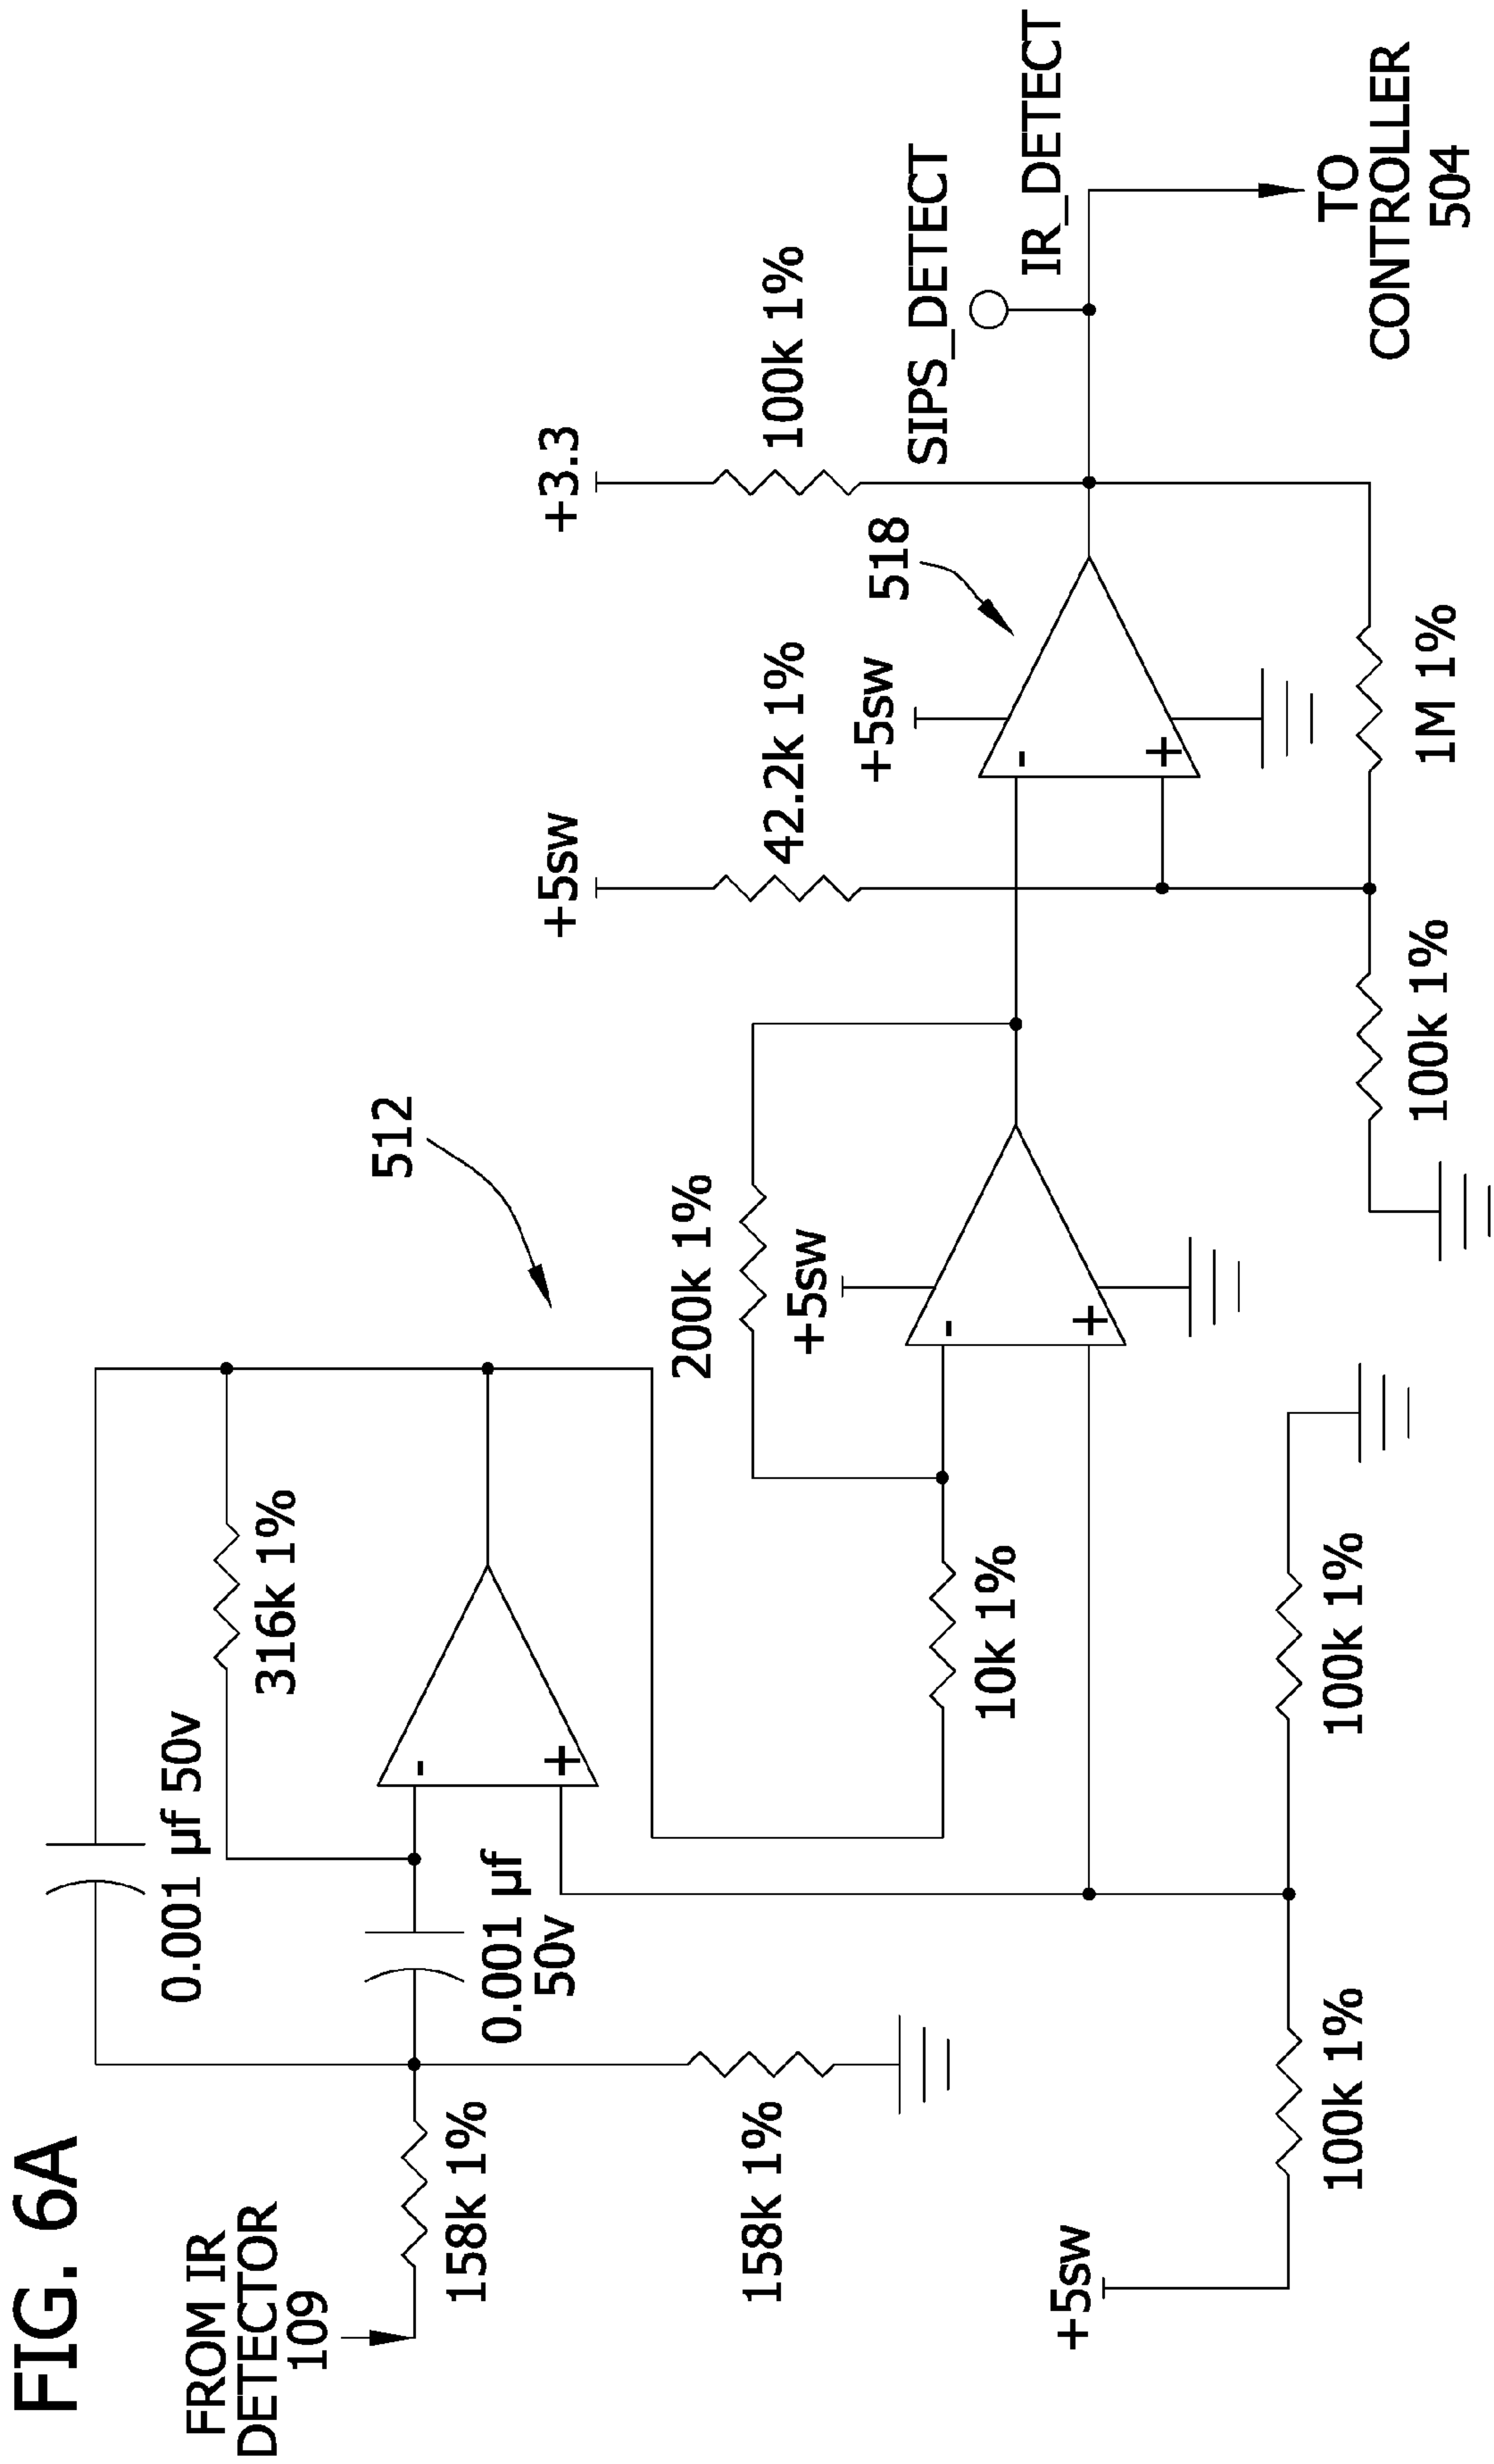 FIG. 6A
FROM IR
DETECTOR
109
158k 1%
158k 1%
0.001 µf 50v
0.001 µf
50v
316k 1%
512
+5sw
100k 1%
100k 1%
10k 1%
200k 1%
+5sw
-
+
-
+
+5sw
42.2k 1%
100k 1%
+5sw
518
-
+
1M 1%
+3.3
100k 1%
SIPS_DETECT
IR_DETECT
TO
CONTROLLER
504